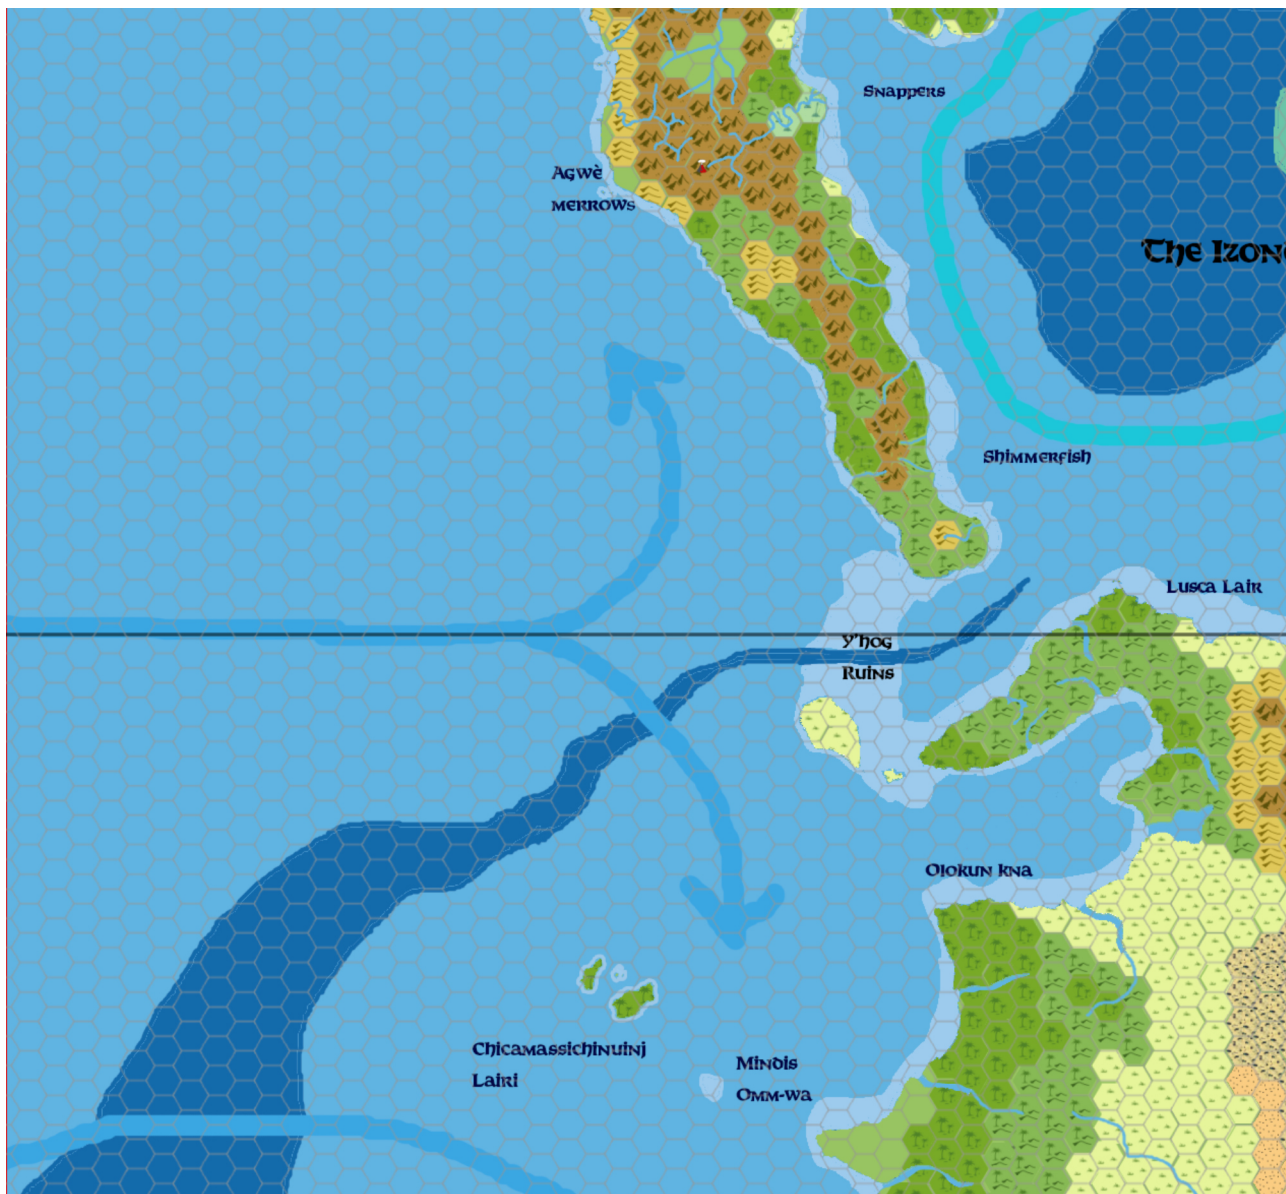 Snappers
Agwè
merrows
The Izon
Shimmerfish
Lusca Lair
Y'hog
Ruins
Olokun kna
Chicamassichinuinj
Lairi
Mindis
Omm-wa